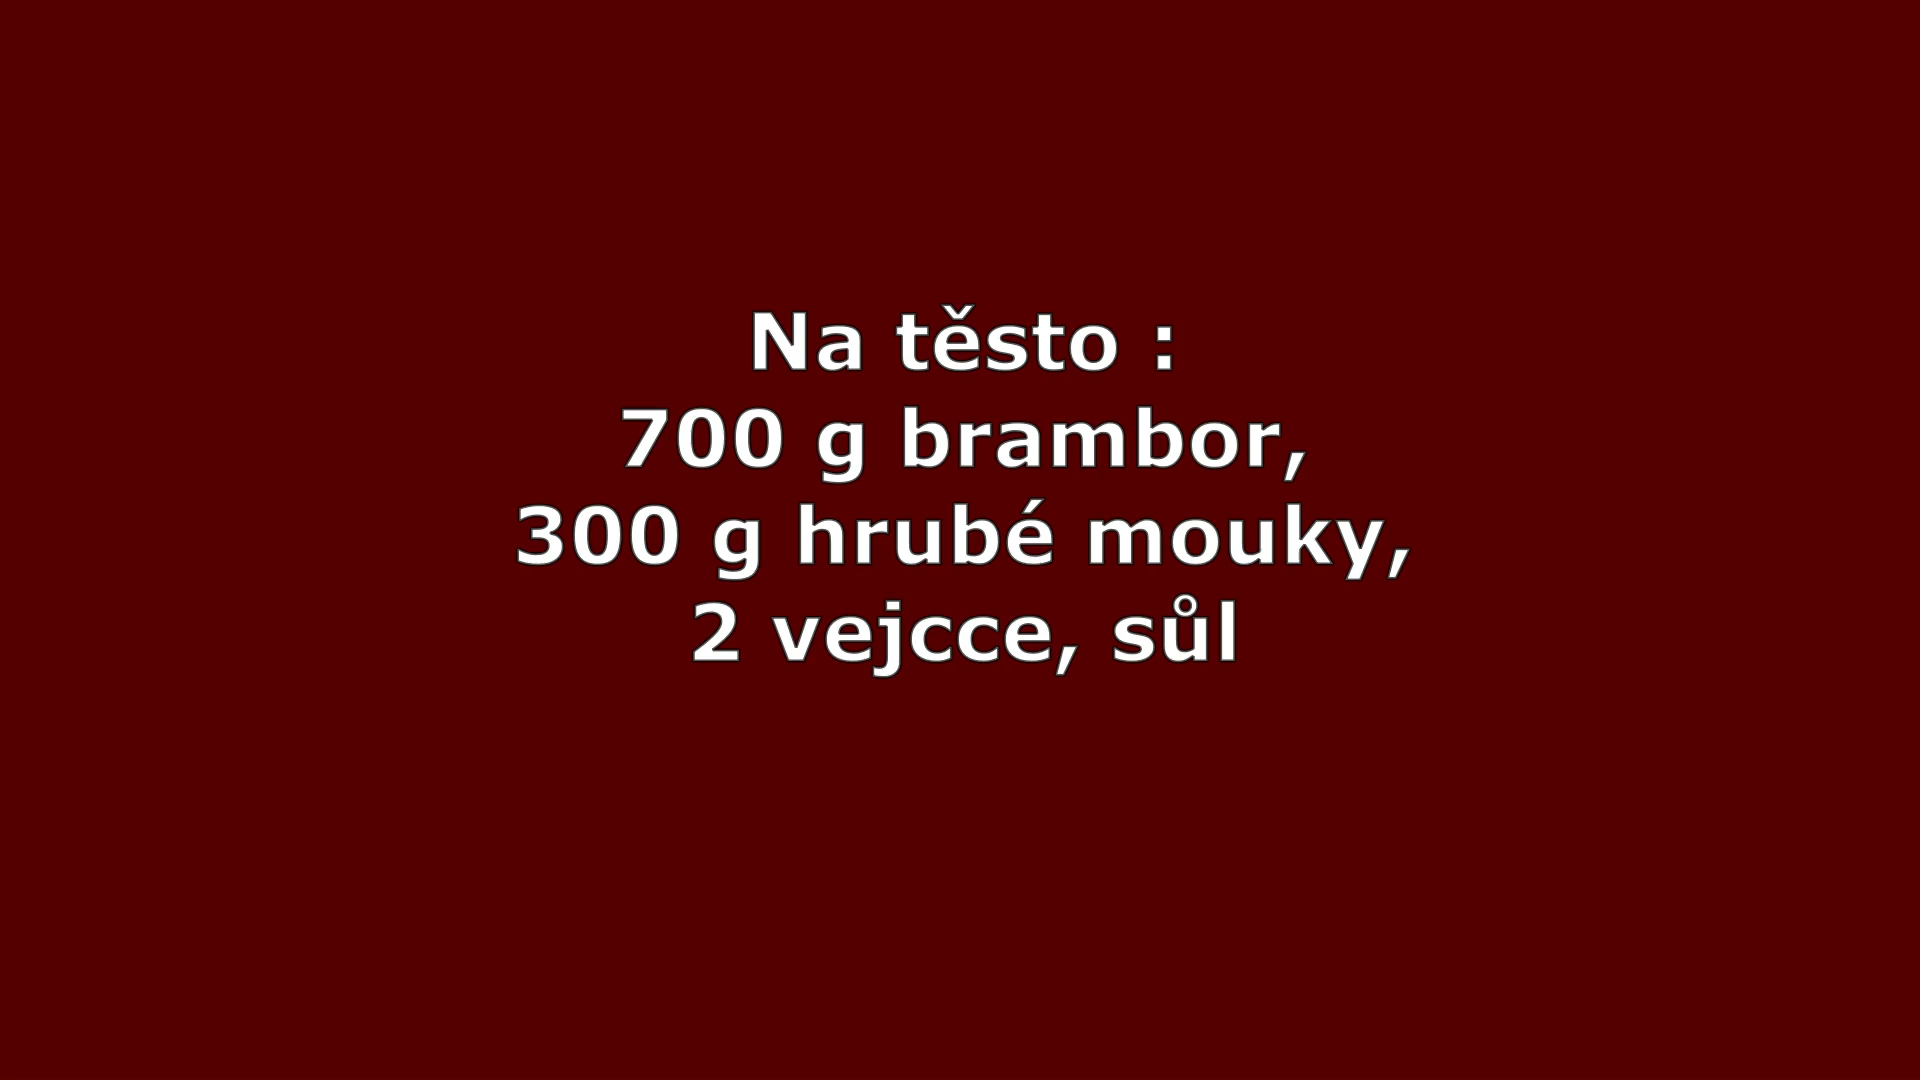 Na těsto :
700 g brambor,
300 g hrubé mouky,
2 vejcce, sůl